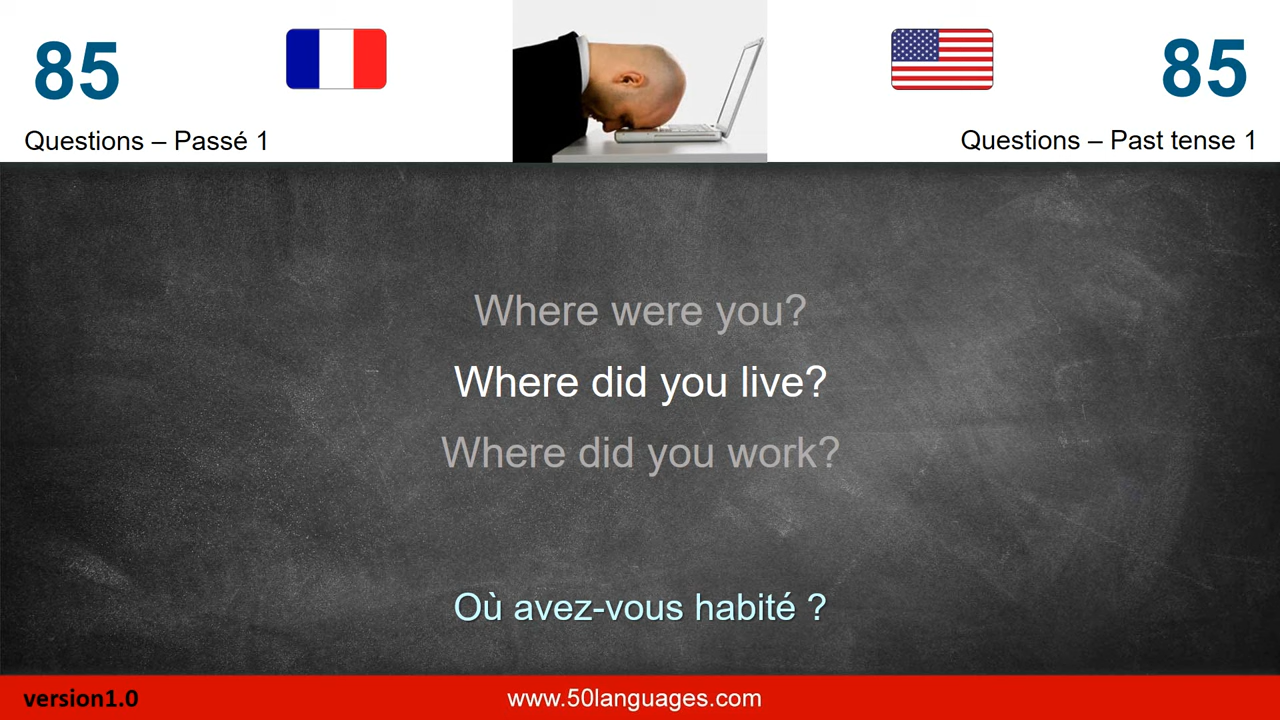 85
85
Questions – Passé 1
Questions – Past tense 1
Where were you?
Where did you live?
Where did you work?
Où avez-vous habité ?
version1.0
www.50languages.com